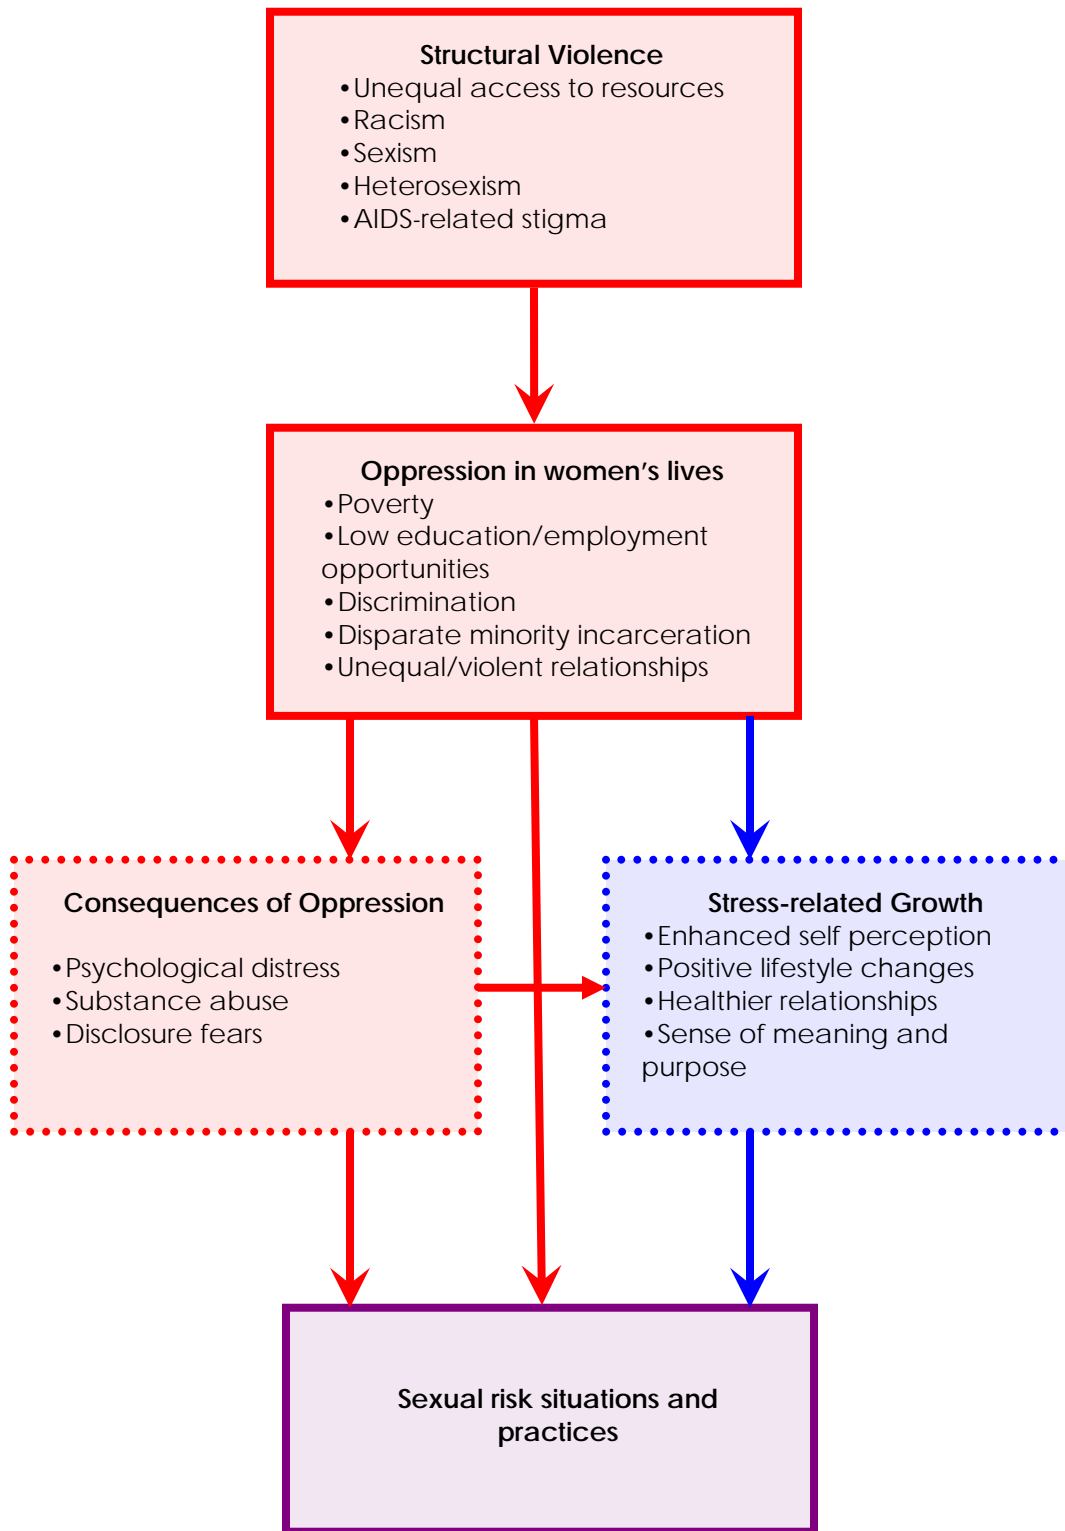 Structural Violence
•Unequal access to resources
•Racism
•Sexism
•Heterosexism
•AIDS-related stigma
Oppression in women's lives
•Poverty
•Low education/employment
opportunities
•Discrimination
•Disparate minority incarceration
•Unequal/violent relationships
Consequences of Oppression
•Psychological distress
•Substance abuse
•Disclosure fears
Stress-related Growth
•Enhanced self perception
•Positive lifestyle changes
•Healthier relationships
•Sense of meaning and
purpose
Sexual risk situations and
practices